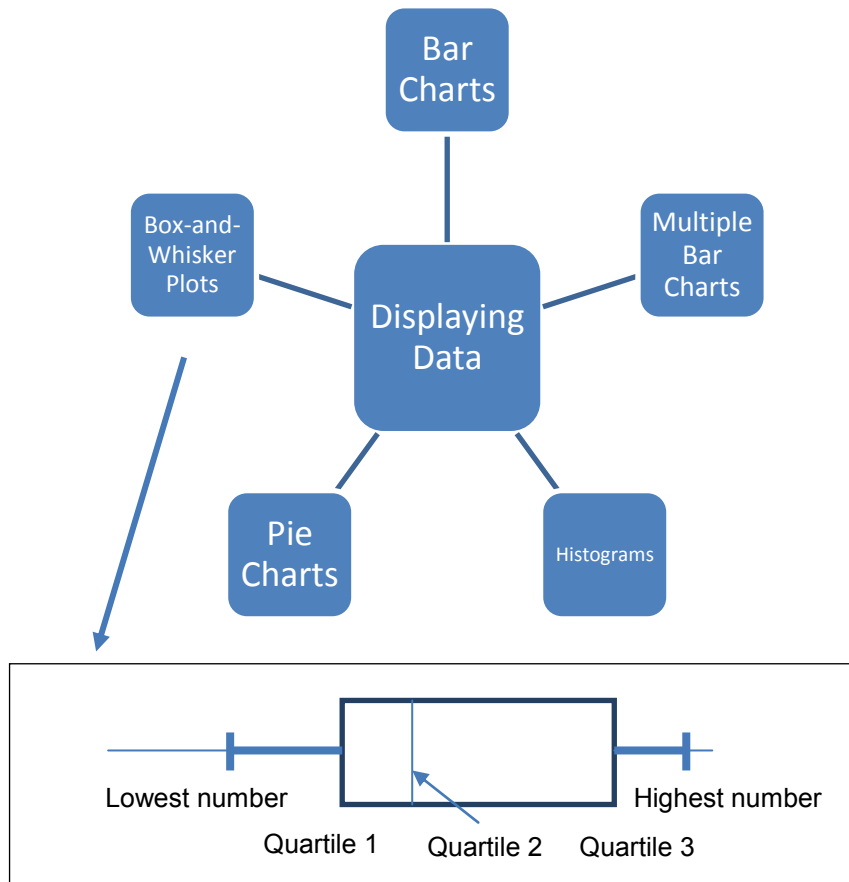 Bar
Charts
Box-and-
Whisker
Plots
Multiple
Bar
Charts
Displaying
Data
Pie
Charts
Histograms
Lowest number
Highest number
Quartile 1
Quartile 2
Quartile 3